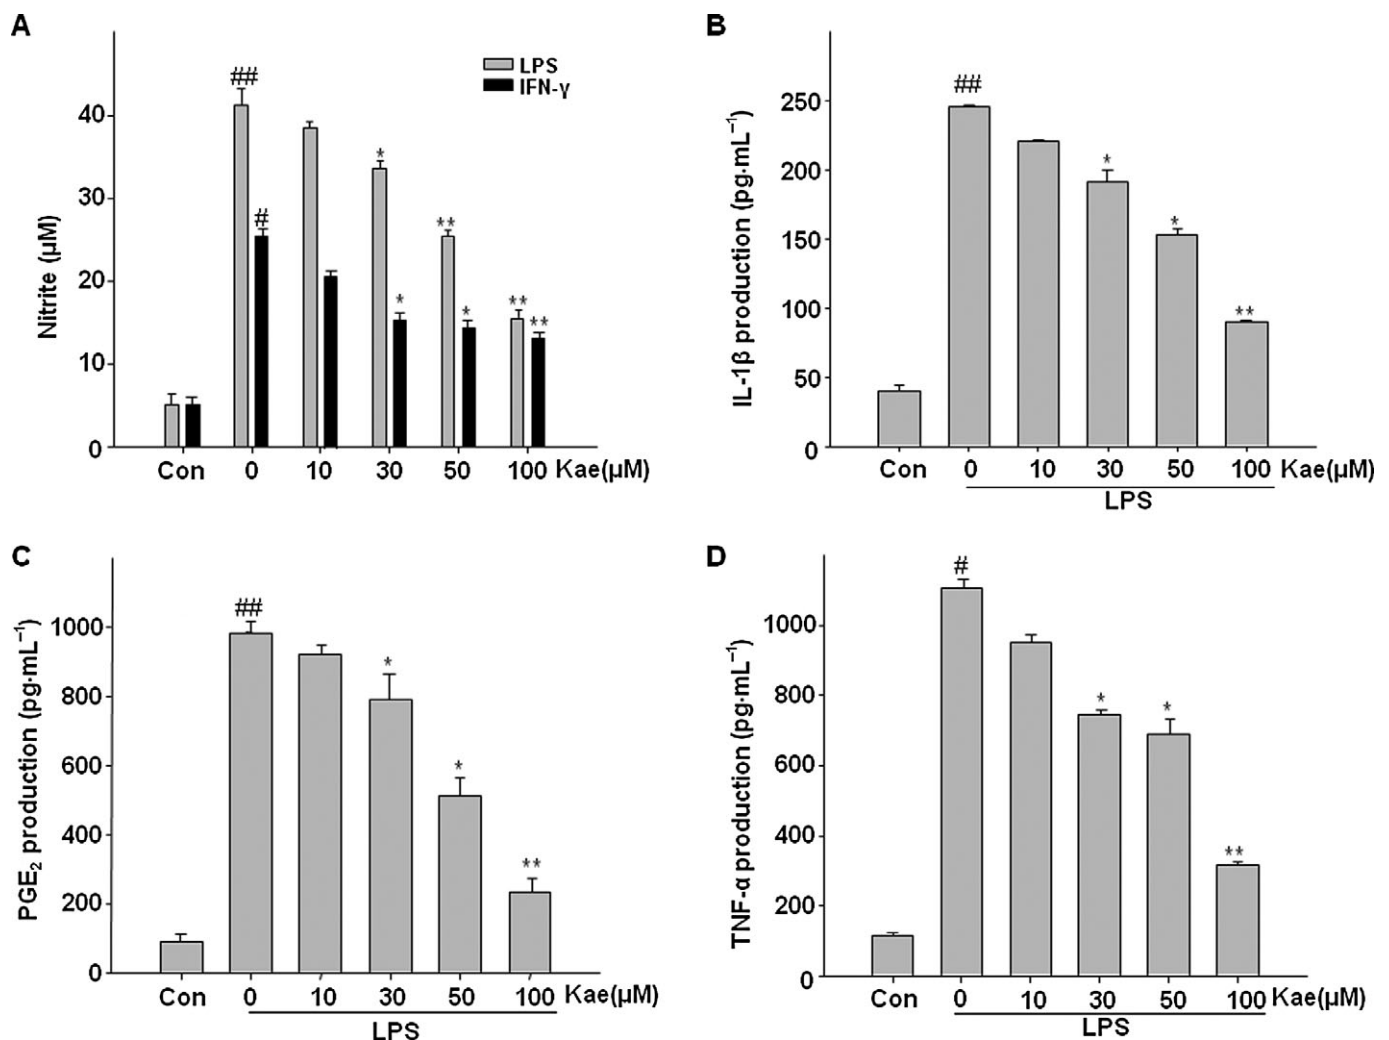 A
LPS
IFN-γ
Nitrite (μM)
40
30
20
10
0
##
#
*
*
**
*
**
**
Con 0 10 30 50 100 Kae(μM)
B
IL-1β production (pg·mL⁻¹)
250
200
150
100
50
0
##
*
*
**
Con 0 10 30 50 100 Kae(μM)
LPS
C
PGE₂ production (pg·mL⁻¹)
1000
800
600
400
200
0
##
*
*
**
Con 0 10 30 50 100 Kae(μM)
LPS
D
TNF-α production (pg·mL⁻¹)
1000
800
600
400
200
0
#
*
*
**
Con 0 10 30 50 100 Kae(μM)
LPS